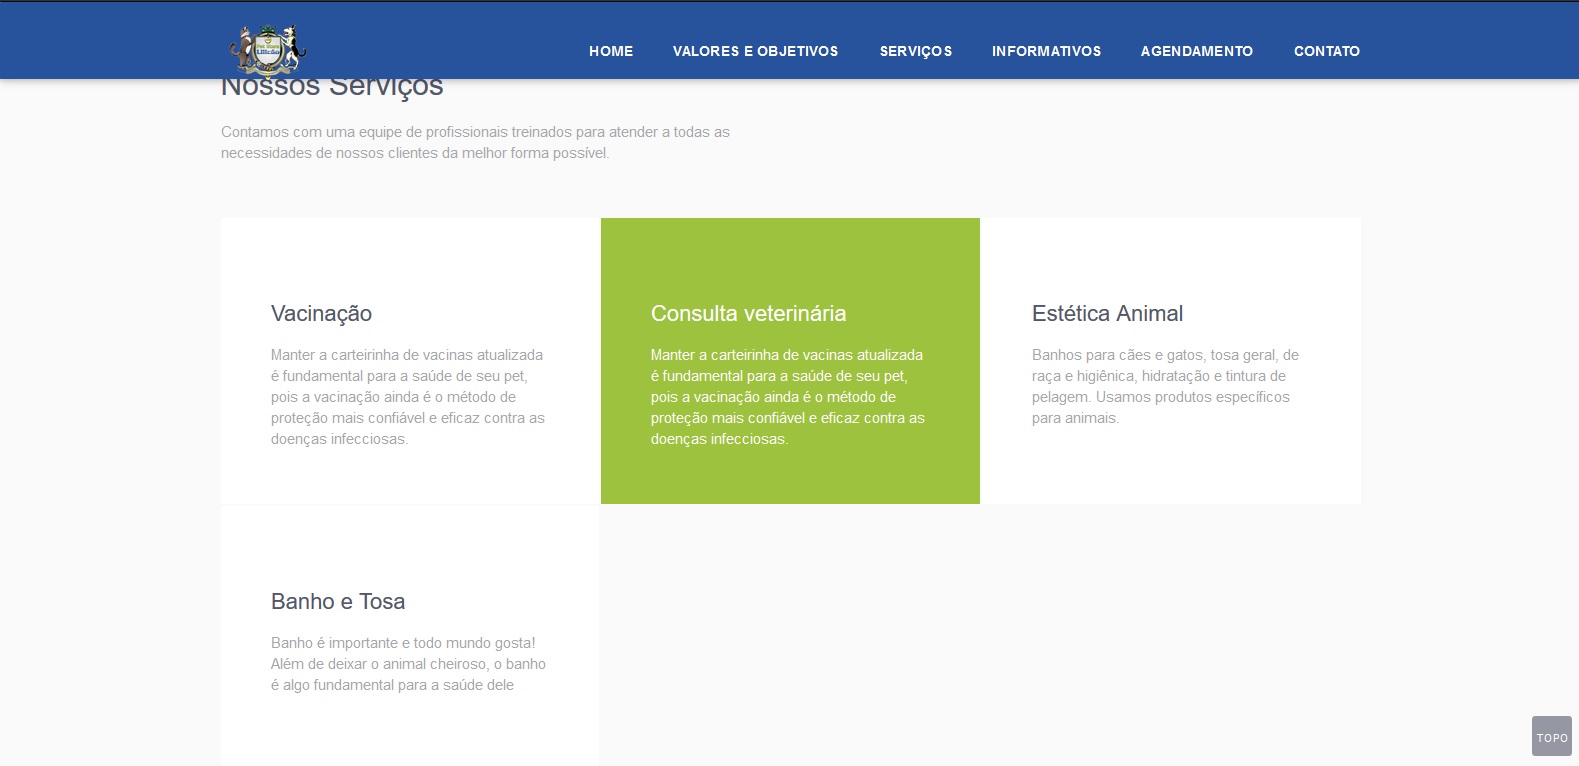 Pet Store
Lilicão
HOME VALORES E OBJETIVOS SERVIÇOS INFORMATIVOS AGENDAMENTO CONTATO
Nossos Serviços
Contamos com uma equipe de profissionais treinados para atender a todas as
necessidades de nossos clientes da melhor forma possível.
Vacinação
Manter a carteirinha de vacinas atualizada
é fundamental para a saúde de seu pet,
pois a vacinação ainda é o método de
proteção mais confiável e eficaz contra as
doenças infecciosas.
Consulta veterinária
Manter a carteirinha de vacinas atualizada
é fundamental para a saúde de seu pet,
pois a vacinação ainda é o método de
proteção mais confiável e eficaz contra as
doenças infecciosas.
Estética Animal
Banhos para cães e gatos, tosa geral, de
raça e higiênica, hidratação e tintura de
pelagem. Usamos produtos específicos
para animais.
Banho e Tosa
Banho é importante e todo mundo gosta!
Além de deixar o animal cheiroso, o banho
é algo fundamental para a saúde dele
TOPO